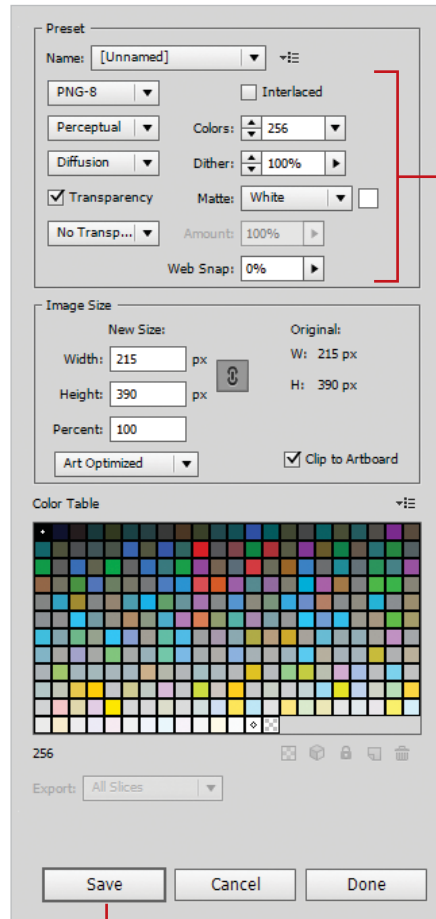 Preset
Name: [Unnamed]
PNG-8 Interlaced
Perceptual Colors: 256
Diffusion Dither: 100%
Transparency Matte: White
No Transp... Amount: 100%
Web Snap: 0%
Image Size
New Size: Original:
Width: 215 px W: 215 px
Height: 390 px H: 390 px
Percent: 100
Art Optimized Clip to Artboard
Color Table
256
Export: All Slices
Save Cancel Done